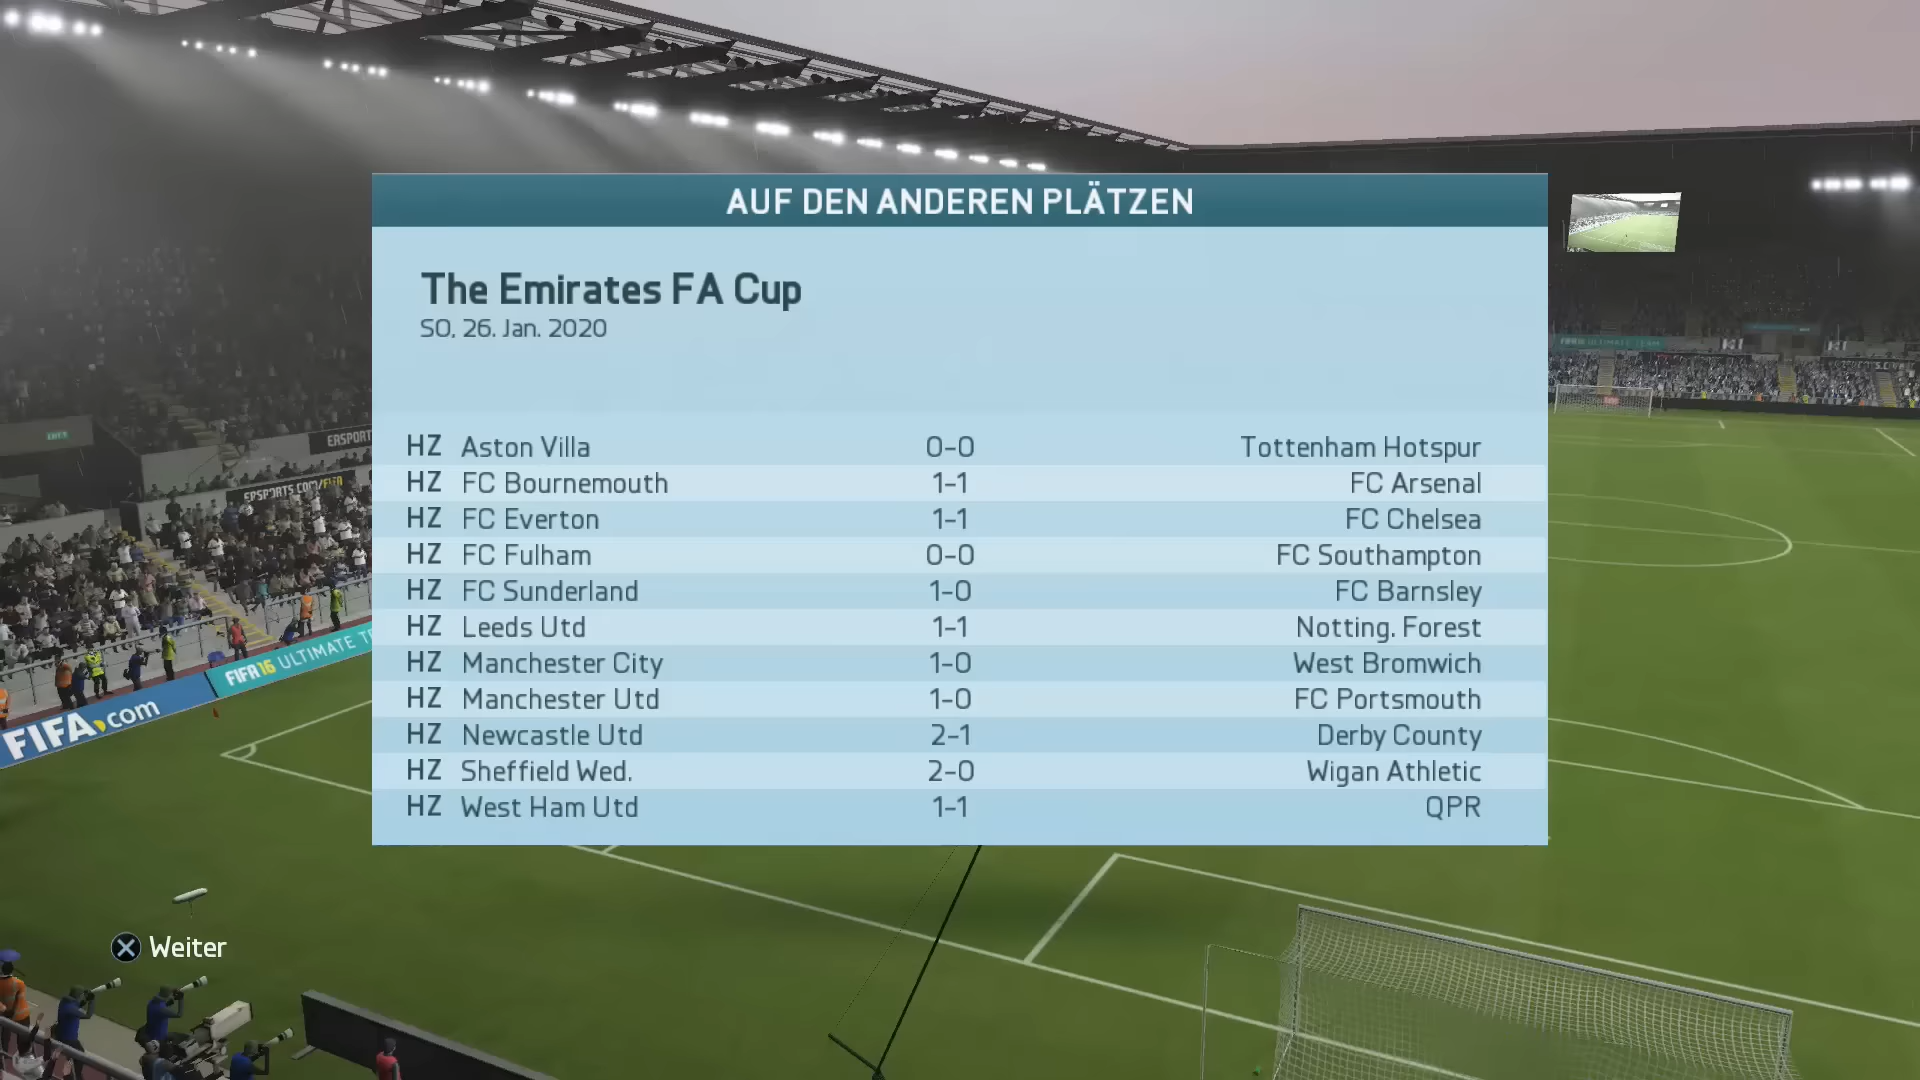 AUF DEN ANDEREN PLÄTZEN
The Emirates FA Cup
SO, 26. Jan. 2020
HZ Aston Villa 0-0 Tottenham Hotspur
HZ FC Bournemouth 1-1 FC Arsenal
HZ FC Everton 1-1 FC Chelsea
HZ FC Fulham 0-0 FC Southampton
HZ FC Sunderland 1-0 FC Barnsley
HZ Leeds Utd 1-1 Notting. Forest
HZ Manchester City 1-0 West Bromwich
HZ Manchester Utd 1-0 FC Portsmouth
HZ Newcastle Utd 2-1 Derby County
HZ Sheffield Wed. 2-0 Wigan Athletic
HZ West Ham Utd 1-1 QPR
EASPORT
EASPORTS.COM/FIFA
FIFA16 ULTIMATE TE
FIFA.com
FIFA16 ULTIMATE TEAM
Weiter